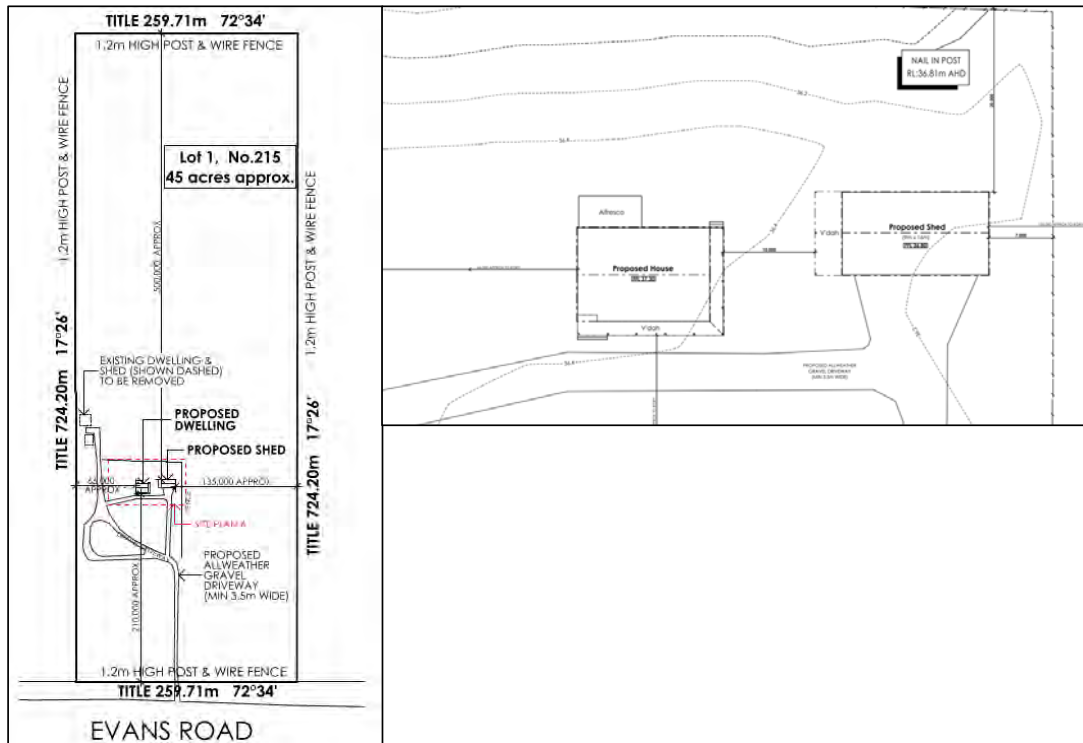 TITLE 259.71m 72°34'
1.2m HIGH POST & WIRE FENCE
1.2m HIGH POST & WIRE FENCE
Lot 1, No.215
45 acres approx.
500,000 APPROX
1.2m HIGH POST & WIRE FENCE
TITLE 724.20m 17°26'
EXISTING DWELLING &
SHED (SHOWN DASHED)
TO BE REMOVED
PROPOSED
DWELLING
PROPOSED SHED
65,000
APPROX
135,000 APPROX.
TITLE 724.20m 17°26'
SITE PLAN A
PROPOSED
ALLWEATHER
GRAVEL
DRIVEWAY
(MIN 3.5m WIDE)
210,000 APPROX
1.2m HIGH POST & WIRE FENCE
TITLE 259.71m 72°34'
EVANS ROAD
NAIL IN POST
RL:36.81m AHD
Alfresco
Proposed House
V'dah
V'dah
Proposed Shed
10,000
7,000
PROPOSED ALLWEATHER
GRAVEL DRIVEWAY
(MIN 3.5m WIDE)